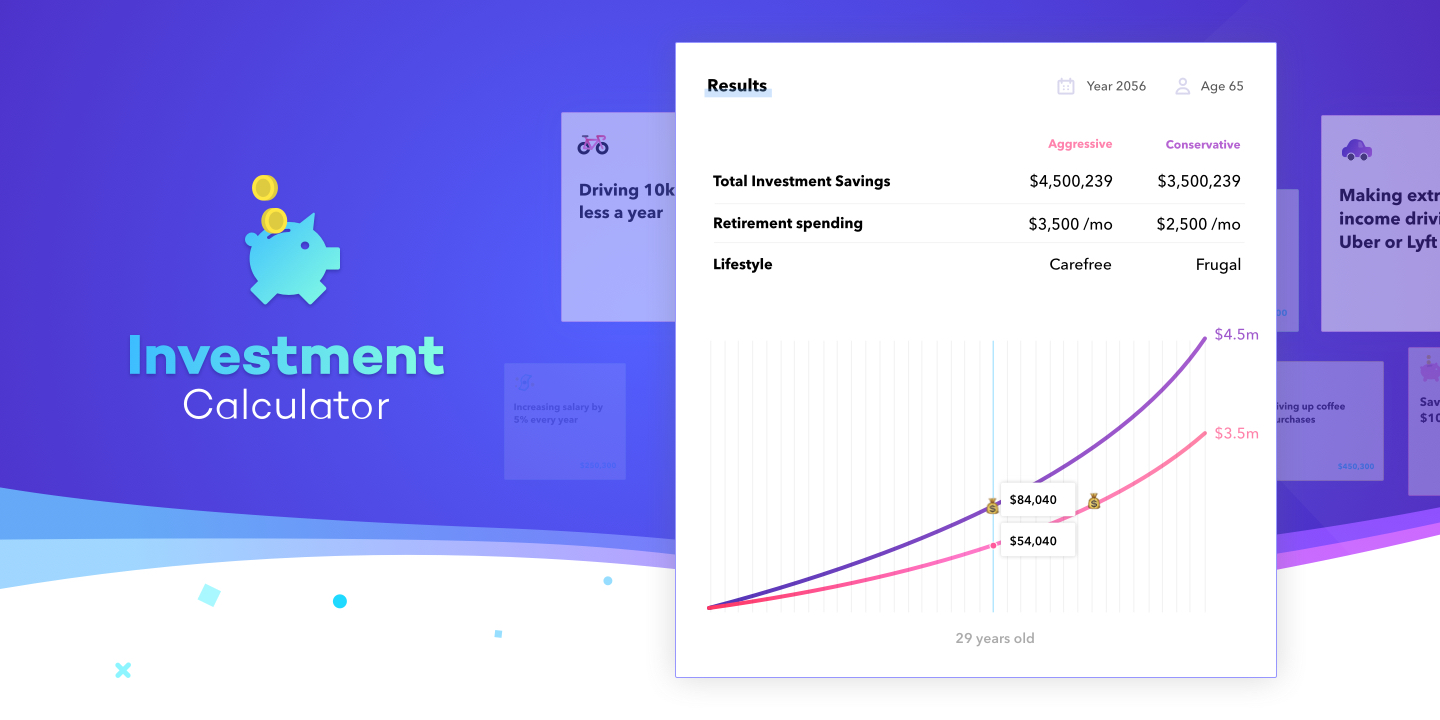 Investment
Calculator
Driving 10k
less a year
Increasing salary by
5% every year
Results
Year 2056
Age 65
Aggressive
Conservative
Total Investment Savings
$4,500,239
$3,500,239
Retirement spending
$3,500 /mo
$2,500 /mo
Lifestyle
Carefree
Frugal
$4.5m
$3.5m
$84,040
$54,040
29 years old
Making extr
income drivi
Uber or Lyft
iving up coffee
urchases
$450,300
Sav
$10